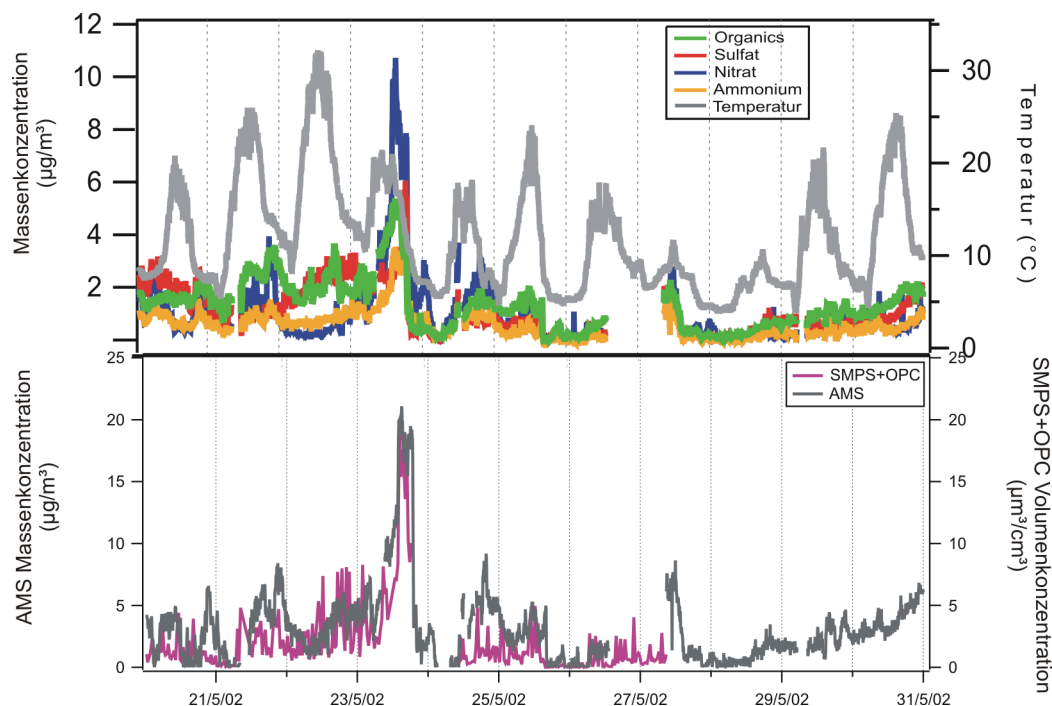 Massenkonzentration
(µg/m³)
12
10
8
6
4
2
Organics
Sulfat
Nitrat
Ammonium
Temperatur
30
20
10
0
Temperatur (°C)
AMS Massenkonzentration
(µg/m³)
25
20
15
10
5
0
SMPS+OPC
AMS
25
20
15
10
5
0
SMPS+OPC Volumenkonzentration
(µm³/cm³)
21/5/02 23/5/02 25/5/02 27/5/02 29/5/02 31/5/02